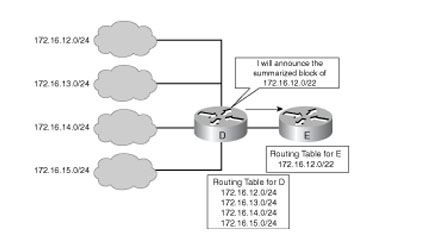 172.16.12.0/24
I will announce the
summarized block of
172.16.12.0/22
172.16.13.0/24
172.16.14.0/24
D
E
Routing Table for E
172.16.12.0/22
172.16.15.0/24
Routing Table for D
172.16.12.0/24
172.16.13.0/24
172.16.14.0/24
172.16.15.0/24